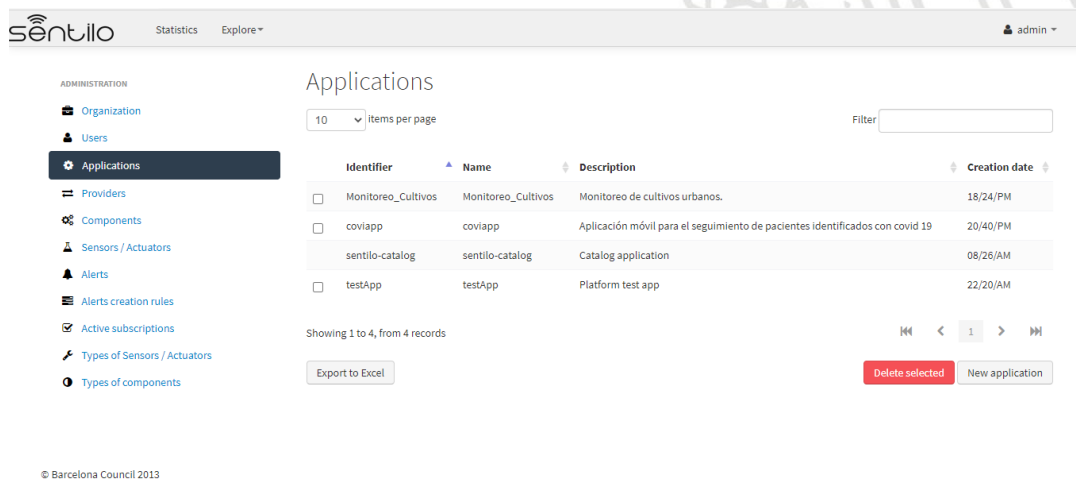 sentilo
Statistics Explore admin
ADMINISTRATION
Organization
Users
Applications
Providers
Components
Sensors / Actuators
Alerts
Alerts creation rules
Active subscriptions
Types of Sensors / Actuators
Types of components
Applications
10 items per page Filter
Identifier Name Description Creation date
Monitoreo_Cultivos Monitoreo_Cultivos Monitoreo de cultivos urbanos. 18/24/PM
coviapp coviapp Aplicación móvil para el seguimiento de pacientes identificados con covid 19 20/40/PM
sentilo-catalog sentilo-catalog Catalog application 08/26/AM
testApp testApp Platform test app 22/20/AM
Showing 1 to 4, from 4 records 1
Export to Excel Delete selected New application
© Barcelona Council 2013